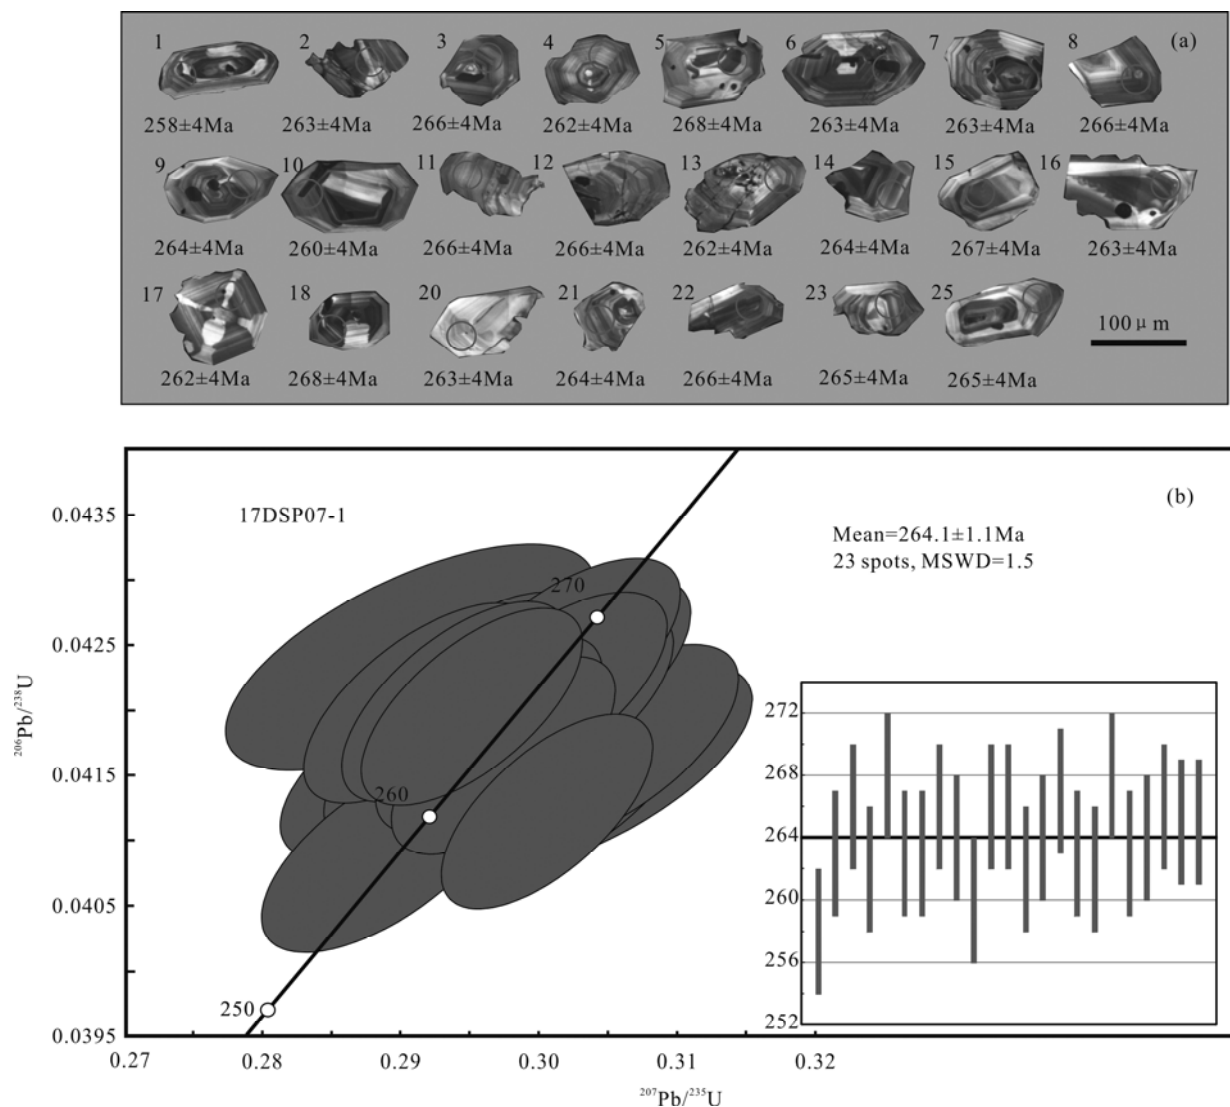 (a)
1 2 3 4 5 6 7 8
258±4Ma 263±4Ma 266±4Ma 262±4Ma 268±4Ma 263±4Ma 263±4Ma 266±4Ma
9 10 11 12 13 14 15 16
264±4Ma 260±4Ma 266±4Ma 266±4Ma 262±4Ma 264±4Ma 267±4Ma 263±4Ma
17 18 20 21 22 23 25
100μm
262±4Ma 268±4Ma 263±4Ma 264±4Ma 266±4Ma 265±4Ma 265±4Ma
(b)
17DSP07-1
Mean=264.1±1.1Ma
23 spots, MSWD=1.5
0.0435
0.0425
0.0415
0.0405
0.0395
²⁰⁶Pb/²³⁸U
270
260
250
272
268
264
260
256
252
0.27 0.28 0.29 0.30 0.31 0.32
²⁰⁷Pb/²³⁵U